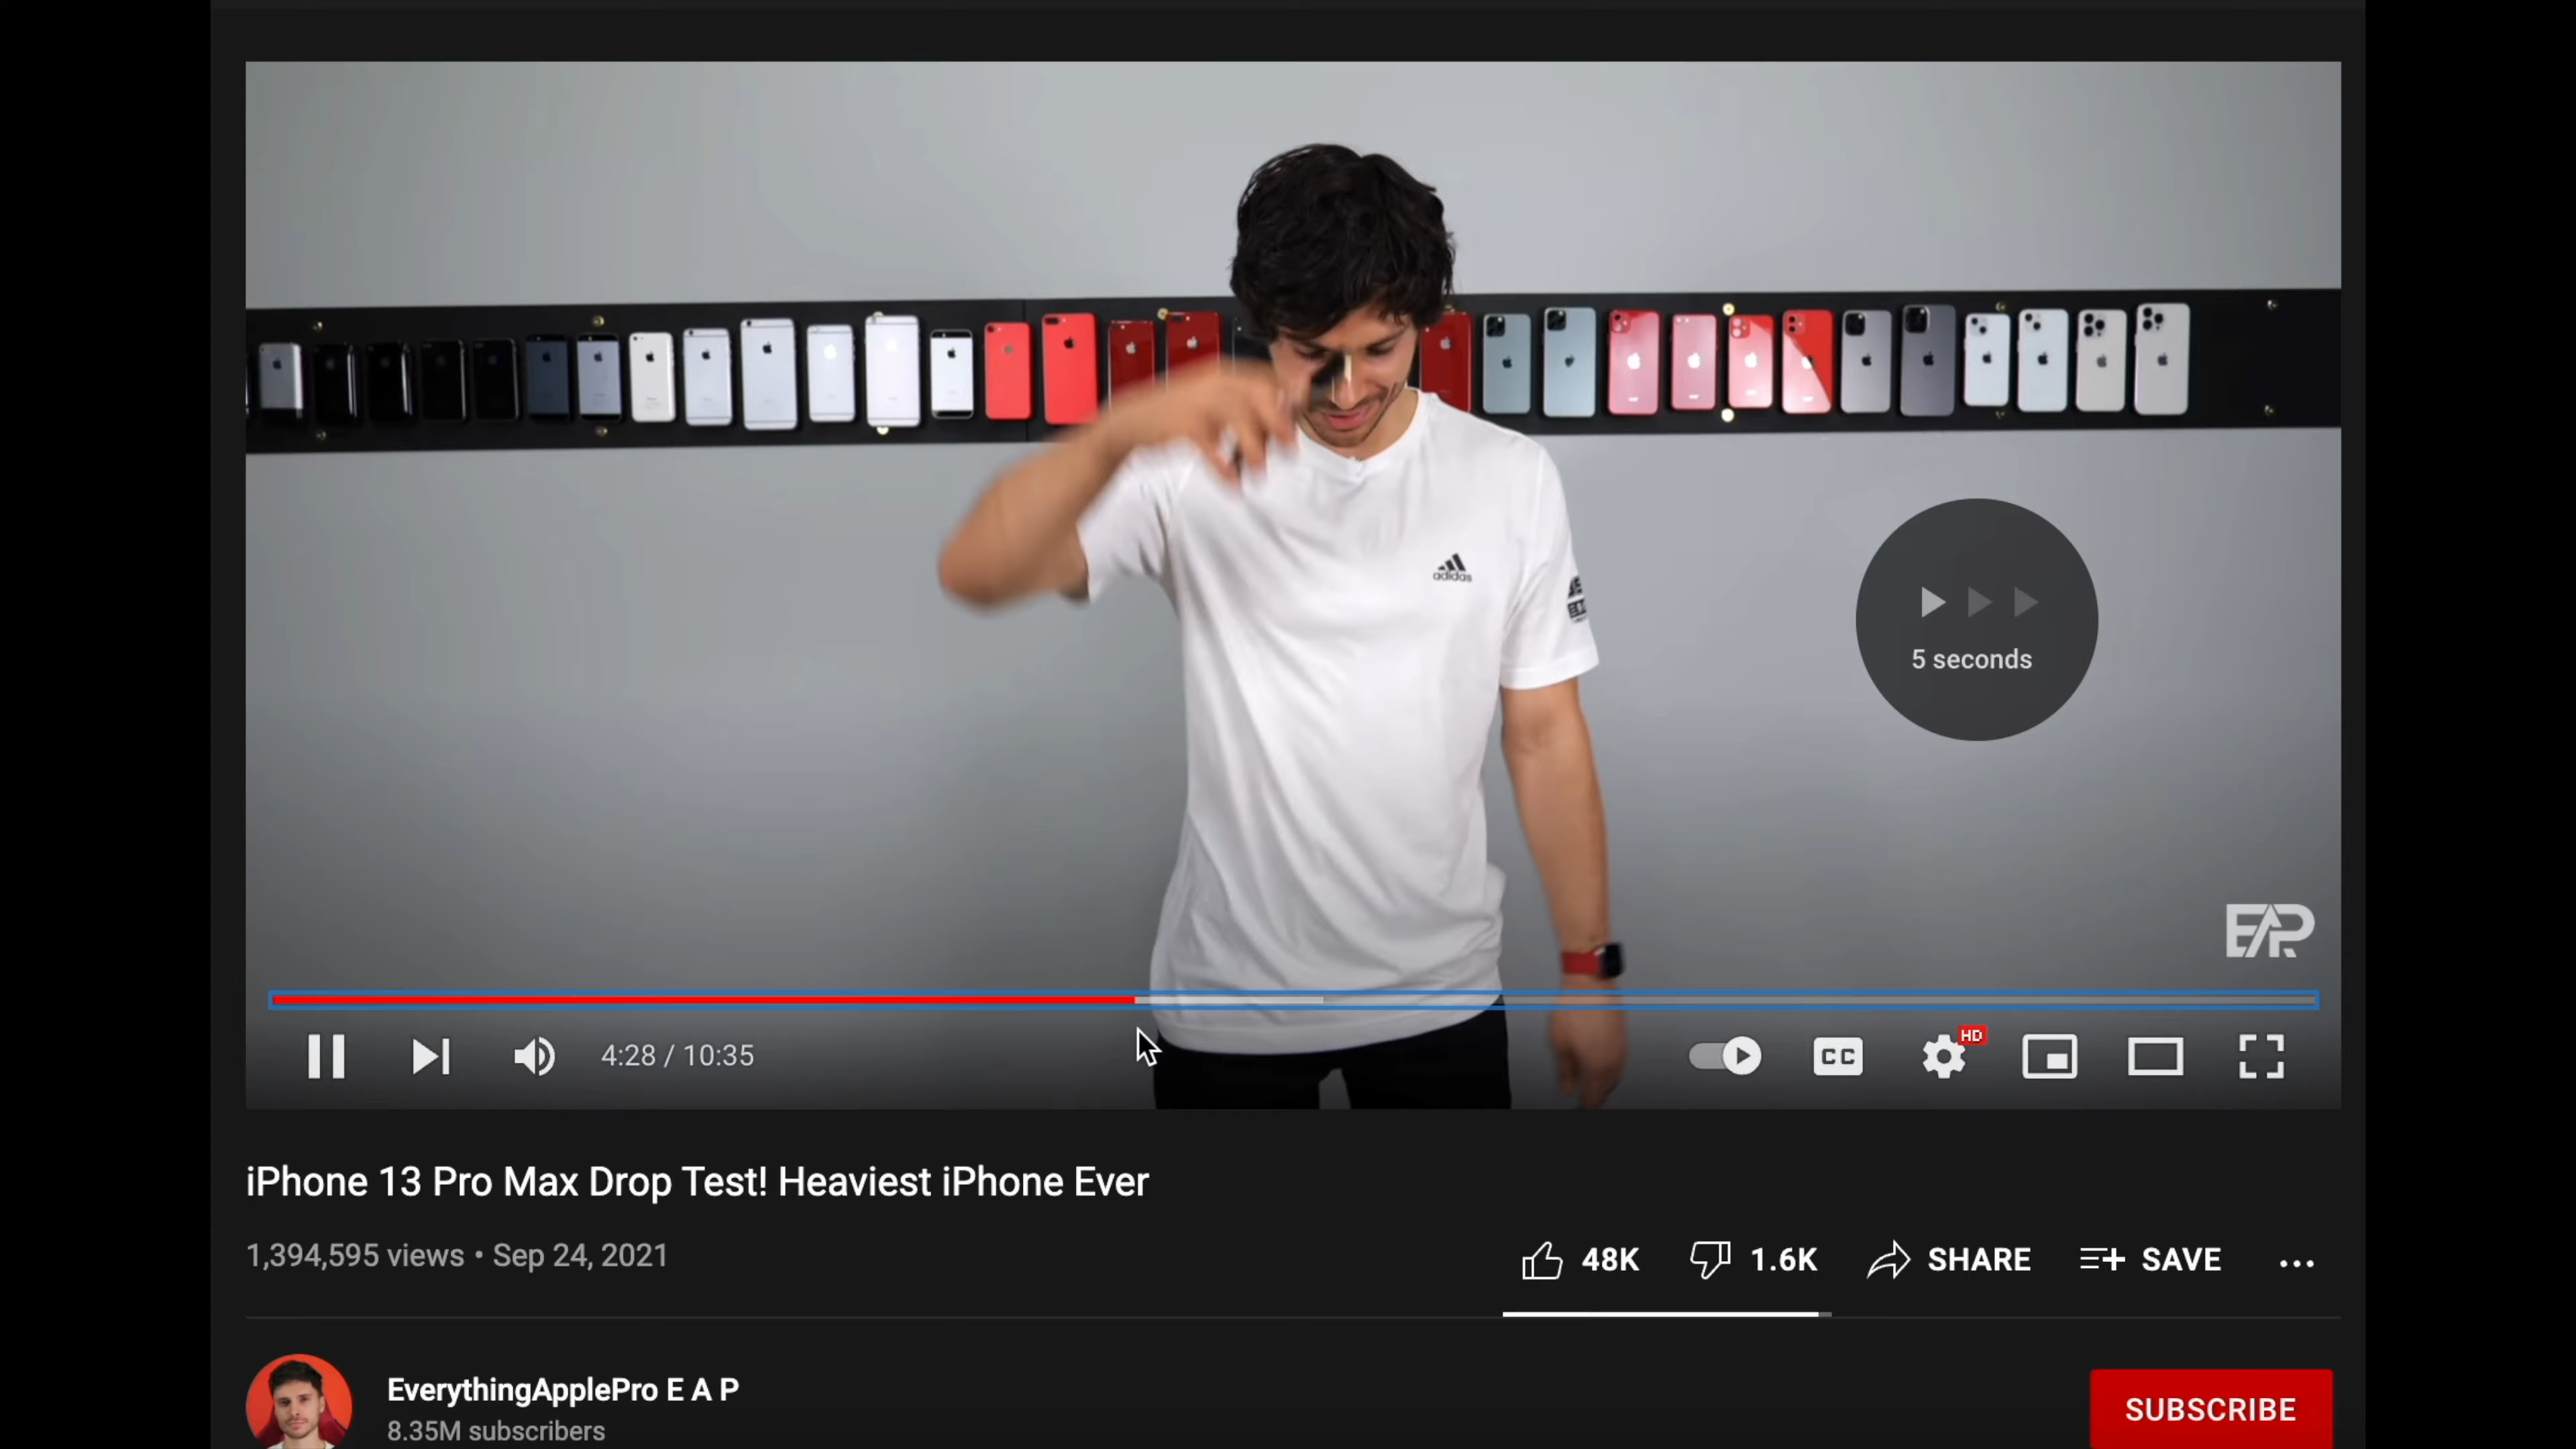 adidas
5 seconds
EAP
HD
4:28 / 10:35
CC
iPhone 13 Pro Max Drop Test! Heaviest iPhone Ever
1,394,595 views • Sep 24, 2021
48K
1.6K
SHARE
SAVE
EverythingApplePro E A P
8.35M subscribers
SUBSCRIBE